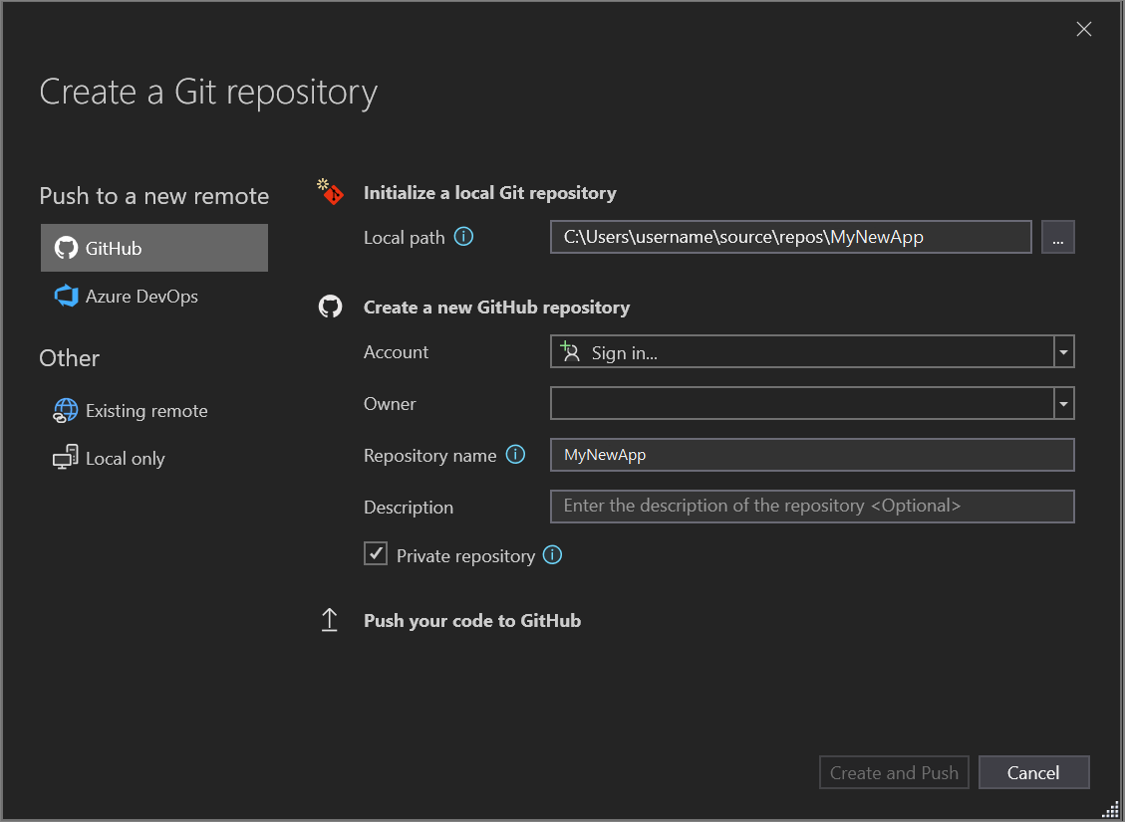 Create a Git repository
Push to a new remote
GitHub
Azure DevOps
Other
Existing remote
Local only
Initialize a local Git repository
Local path
C:\Users\username\source\repos\MyNewApp
...
Create a new GitHub repository
Account
Sign in...
Owner
Repository name
MyNewApp
Description
Enter the description of the repository <Optional>
Private repository
Push your code to GitHub
Create and Push
Cancel